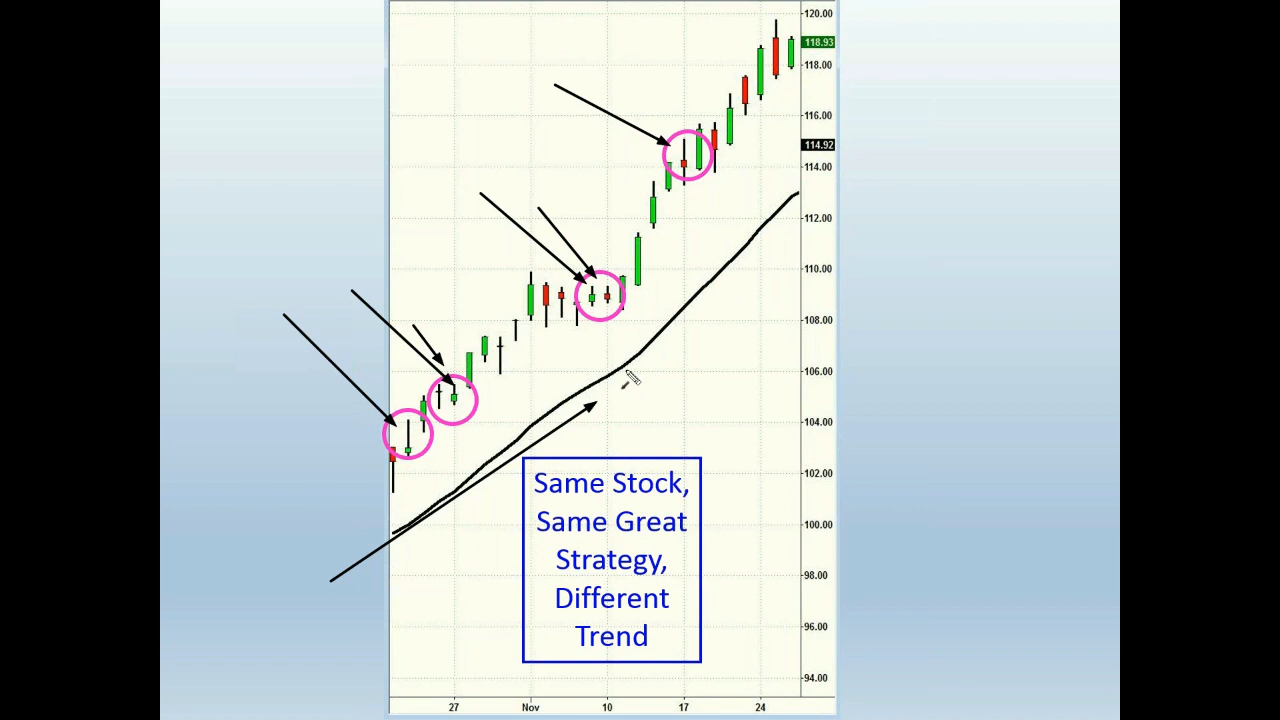 120.00
118.93
118.00
116.00
114.92
114.00
112.00
110.00
108.00
106.00
104.00
102.00
100.00
98.00
96.00
94.00
Same Stock,
Same Great
Strategy,
Different
Trend
27 Nov 10 17 24